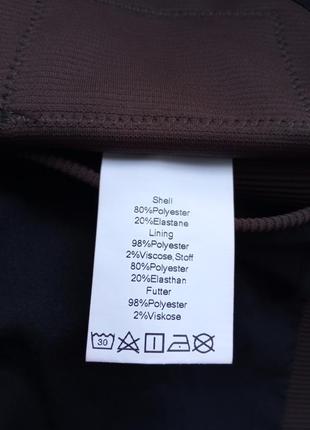 Shell
80%Polyester
20%Elastane
Lining
98%Polyester
2%Viscose,Stoff
80%Polyester
20%Elasthan
Futter
98%Polyester
2%Viskose
30